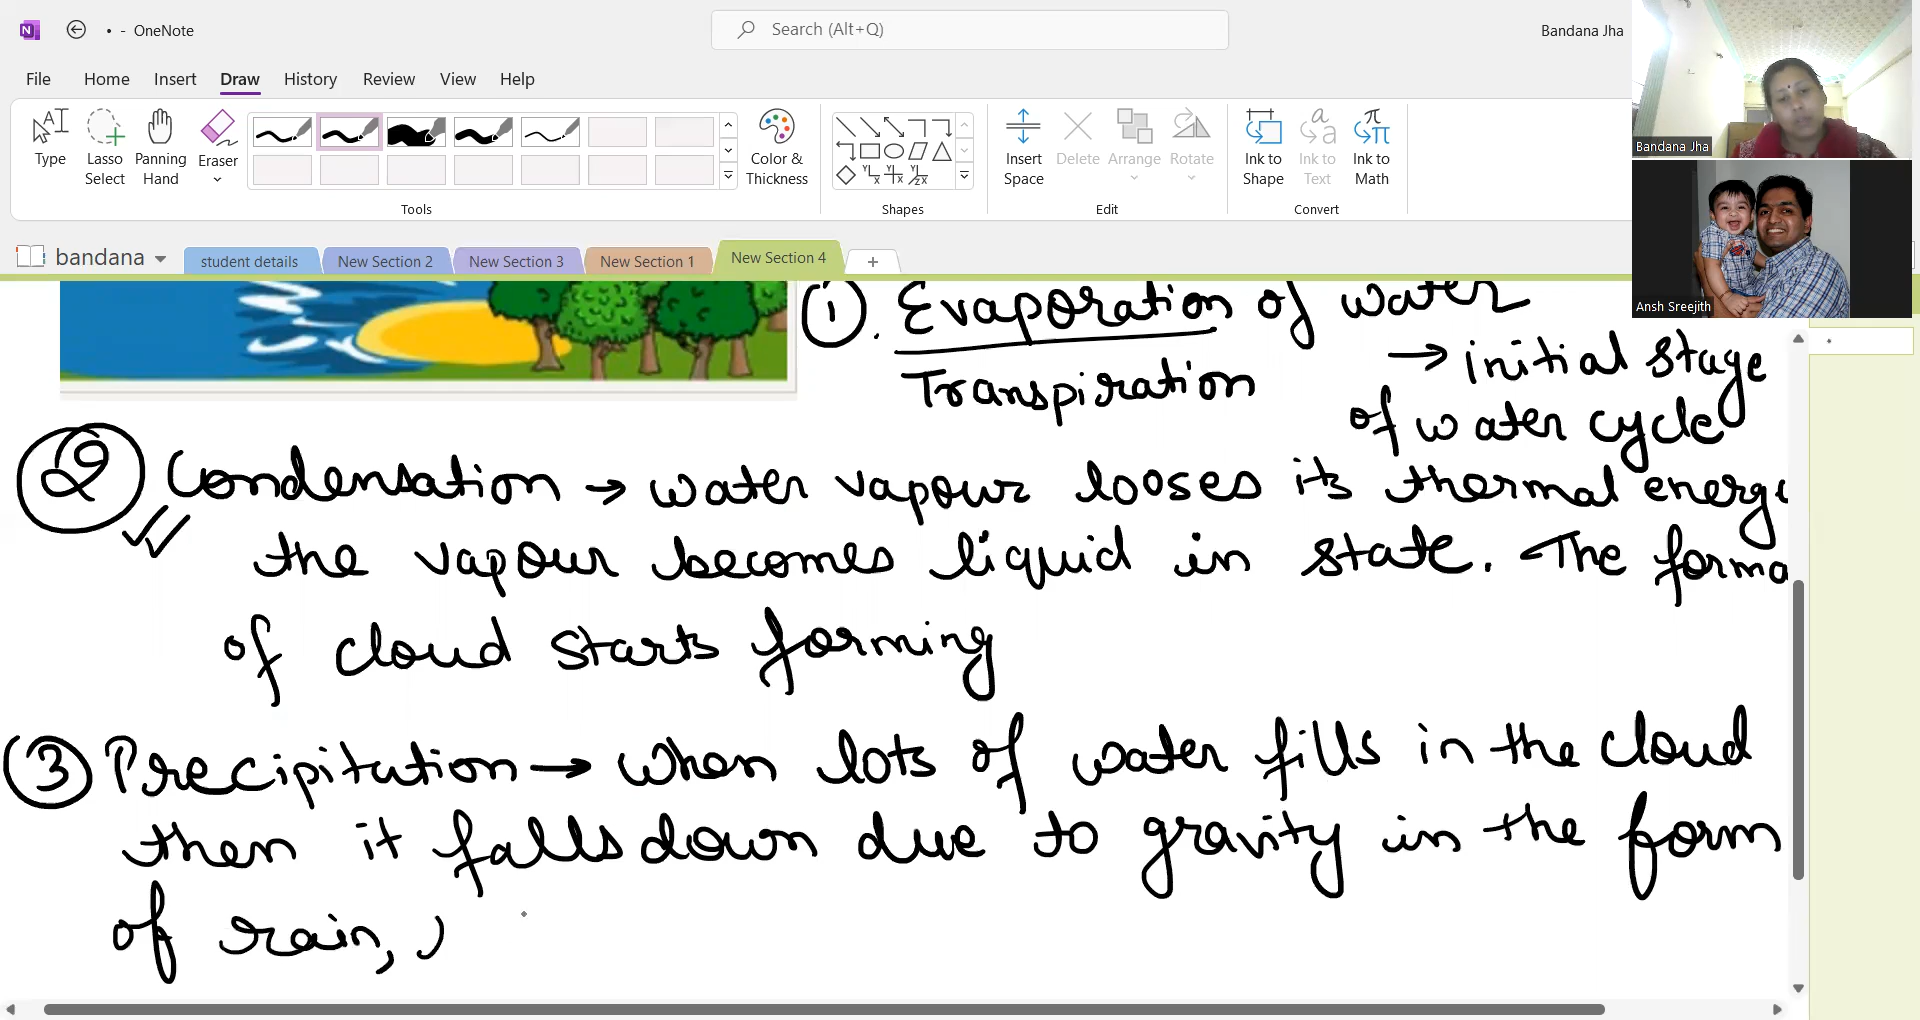 - OneNote
Search (Alt+Q)
Bandana Jha
File Home Insert Draw History Review View Help
Type Lasso Select Panning Hand Eraser Color & Thickness Insert Space Delete Arrange Rotate Ink to Shape Ink to Text Ink to Math
Tools Shapes Edit Convert
Bandana Jha
Ansh Sreejith
bandana student details New Section 2 New Section 3 New Section 1 New Section 4 +
1. Evaporation of water
→ initial stage
Transpiration
of water cycle
2 Condensation → water vapour looses its thermal energy
the vapour becomes liquid in state. The forma
of cloud starts forming
3 Precipitation → when lots of water fills in the cloud
then it falls down due to gravity in the form
of rain,